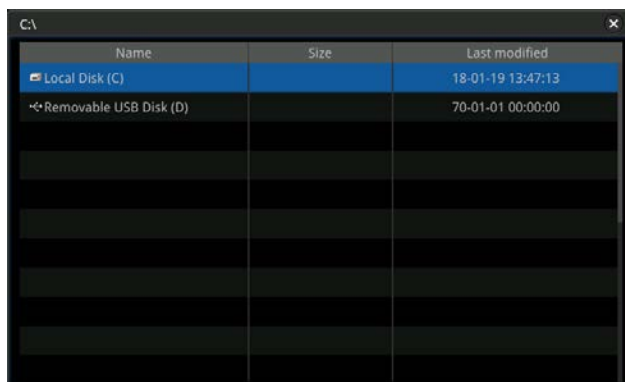 C:\
Name Size Last modified
Local Disk (C) 18-01-19 13:47:13
Removable USB Disk (D) 70-01-01 00:00:00